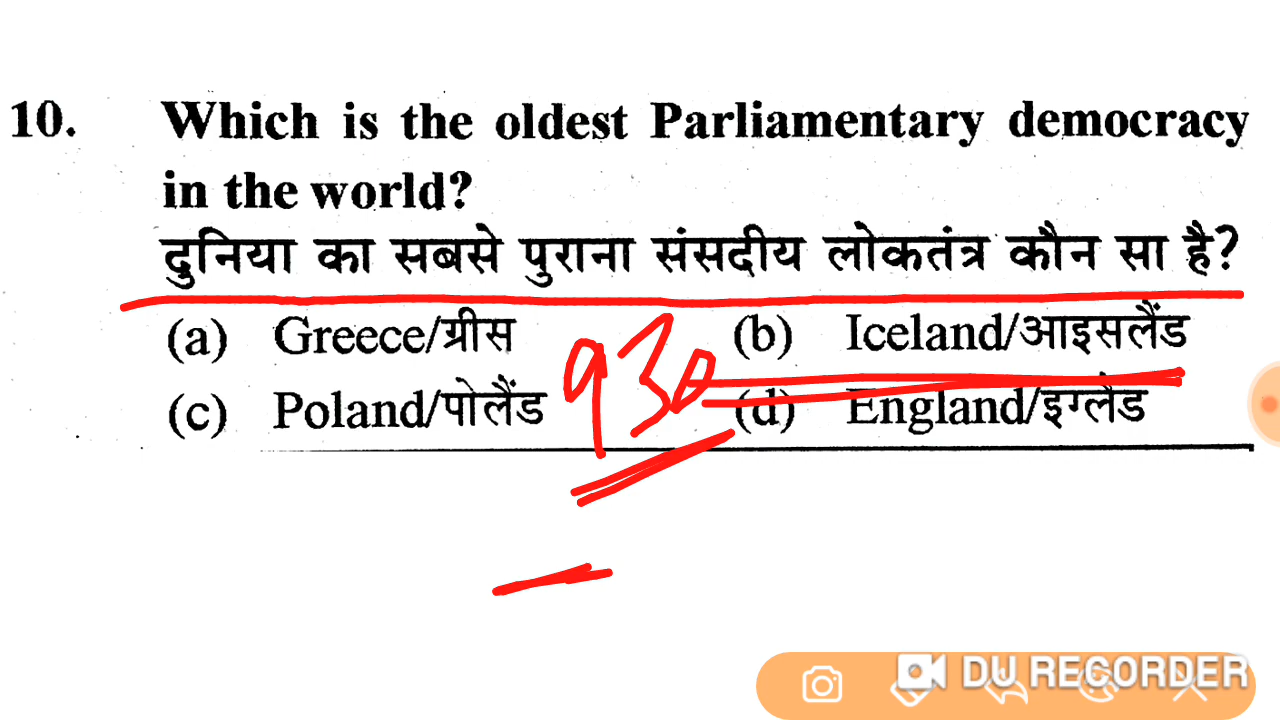 10. Which is the oldest Parliamentary democracy
in the world?
दुनिया का सबसे पुराना संसदीय लोकतंत्र कौन सा है?
(a) Greece/ग्रीस (b) Iceland/आइसलैंड
930
(c) Poland/पोलैंड (d) England/इग्लैंड
DU RECORDER